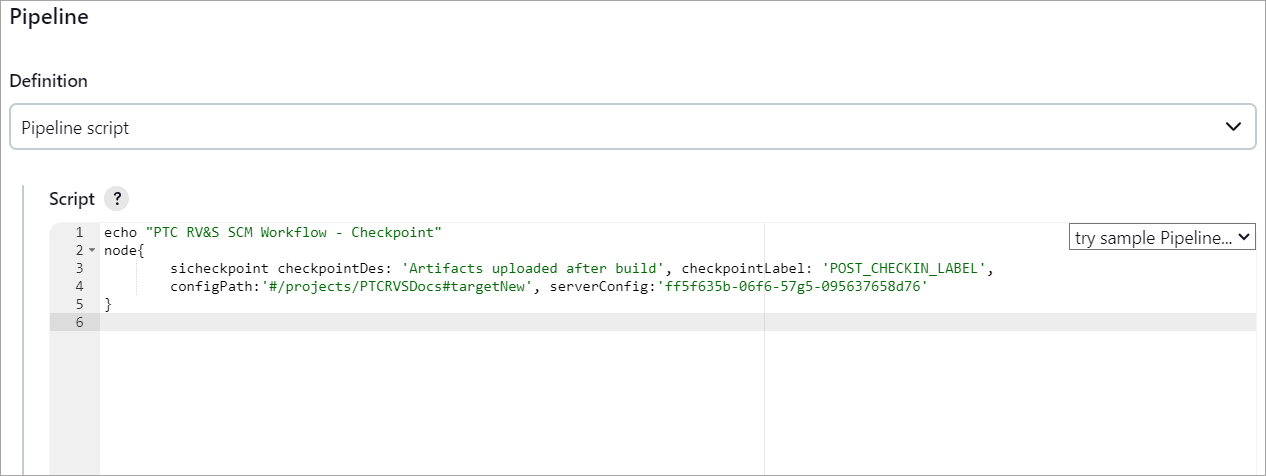 Pipeline
Definition
Pipeline script
Script ?
try sample Pipeline...
1 echo "PTC RV&S SCM Workflow - Checkpoint"
2 node{
3 sicheckpoint checkpointDes: 'Artifacts uploaded after build', checkpointLabel: 'POST_CHECKIN_LABEL',
4 configPath:'#/projects/PTCRVSDocs#targetNew', serverConfig:'ff5f635b-06f6-57g5-095637658d76'
5 }
6